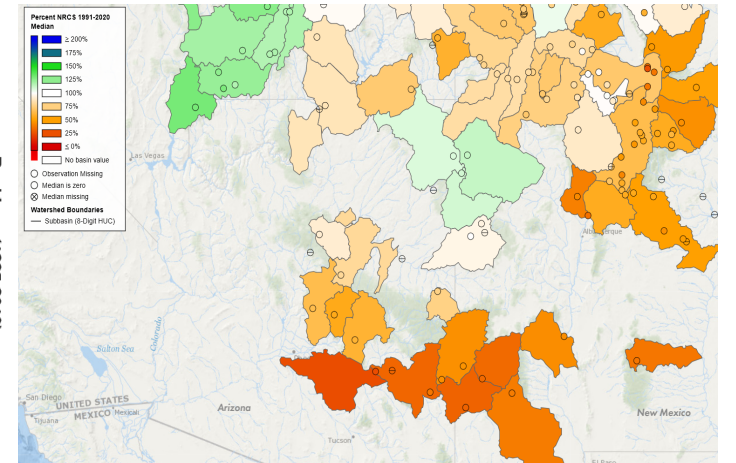 Percent NRCS 1991-2020
Median
≥ 200%
175%
150%
125%
100%
75%
50%
25%
≤ 0%
No basin value
Observation Missing
Median is zero
Median missing
Watershed Boundaries
Subbasin (8-Digit HUC)
Las Vegas
Colorado
Salton Sea
San Diego
UNITED STATES
MEXICO
Mexicali
Tijuana
Arizona
Tucson
New Mexico